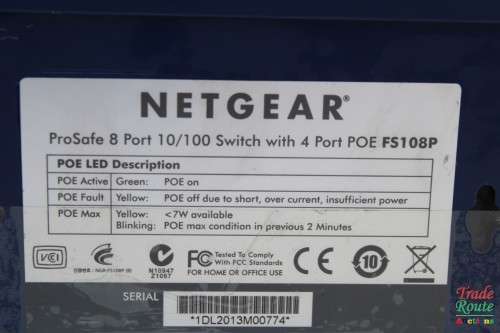 NETGEAR®
ProSafe 8 Port 10/100 Switch with 4 Port POE FS108P
POE LED Description
POE Active Green: POE on
POE Fault Yellow: POE off due to short, over current, insufficient power
POE Max Yellow: <7W available
Blinking: POE max condition in previous 2 Minutes
VCI
N10947
Z1067
FC Tested To Comply
With FCC Standards
FOR HOME OR OFFICE USE
CE
10
SERIAL
*1DL2013M00774*
Trade
Route
Auctions